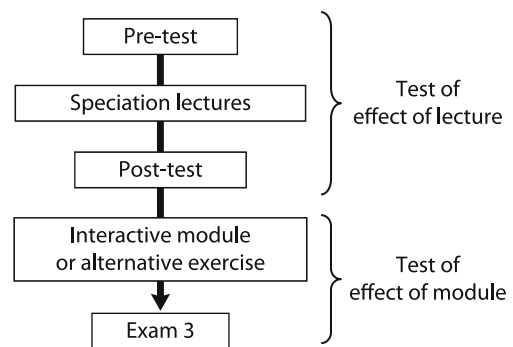 Pre-test
Speciation lectures
Post-test
Test of
effect of lecture
Interactive module
or alternative exercise
Exam 3
Test of
effect of module